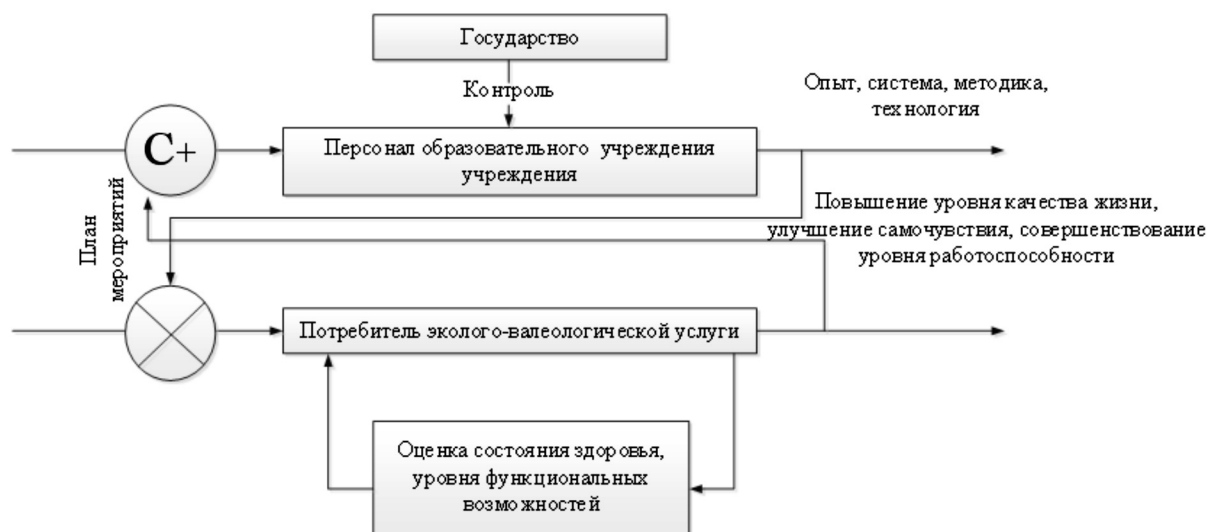 Государство
Контроль
Опыт, система, методика,
технология
С+
Персонал образовательного учреждения
учреждения
План
мероприятий
Повышение уровня качества жизни,
улучшение самочувствия, совершенствование
уровня работоспособности
Потребитель эколого-валеологической услуги
Оценка состояния здоровья,
уровня функциональных
возможностей